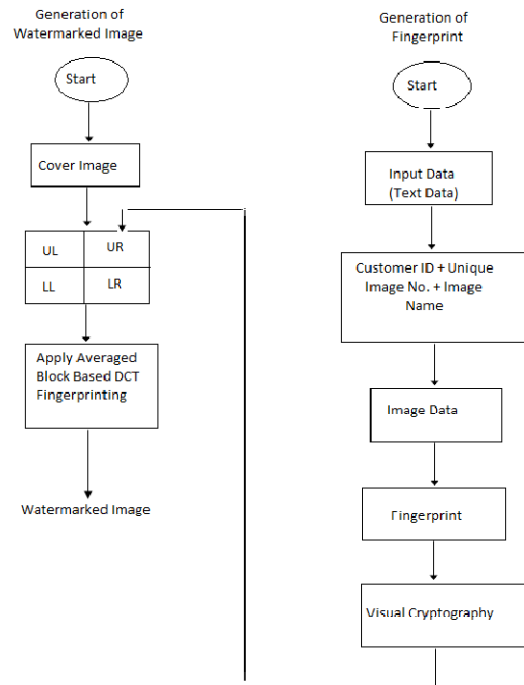 Generation of
Watermarked Image
Start
Cover Image
UL
UR
LL
LR
Apply Averaged
Block Based DCT
Fingerprinting
Watermarked Image
Generation of
Fingerprint
Start
Input Data
(Text Data)
Customer ID + Unique
Image No. + Image
Name
Image Data
Fingerprint
Visual Cryptography